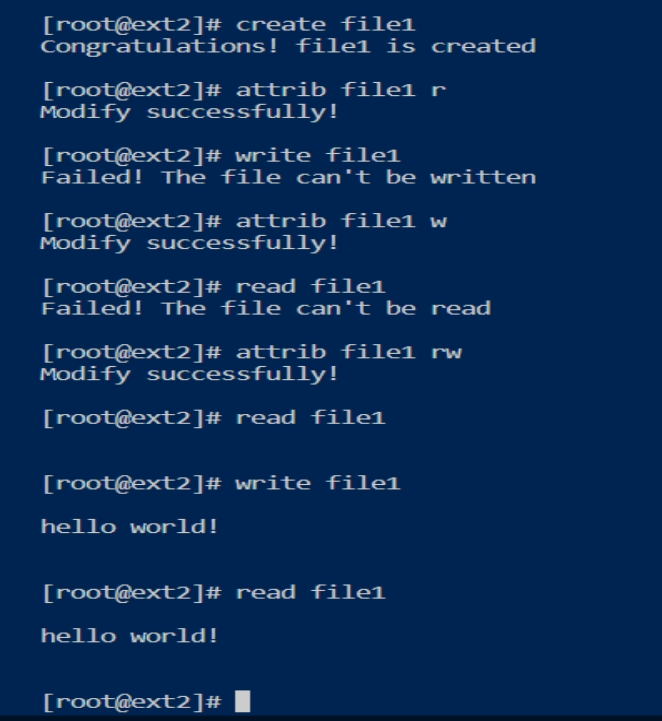 [root@ext2]# create file1
Congratulations! file1 is created
[root@ext2]# attrib file1 r
Modify successfully!
[root@ext2]# write file1
Failed! The file can't be written
[root@ext2]# attrib file1 w
Modify successfully!
[root@ext2]# read file1
Failed! The file can't be read
[root@ext2]# attrib file1 rw
Modify successfully!
[root@ext2]# read file1
[root@ext2]# write file1
hello world!
[root@ext2]# read file1
hello world!
[root@ext2]#